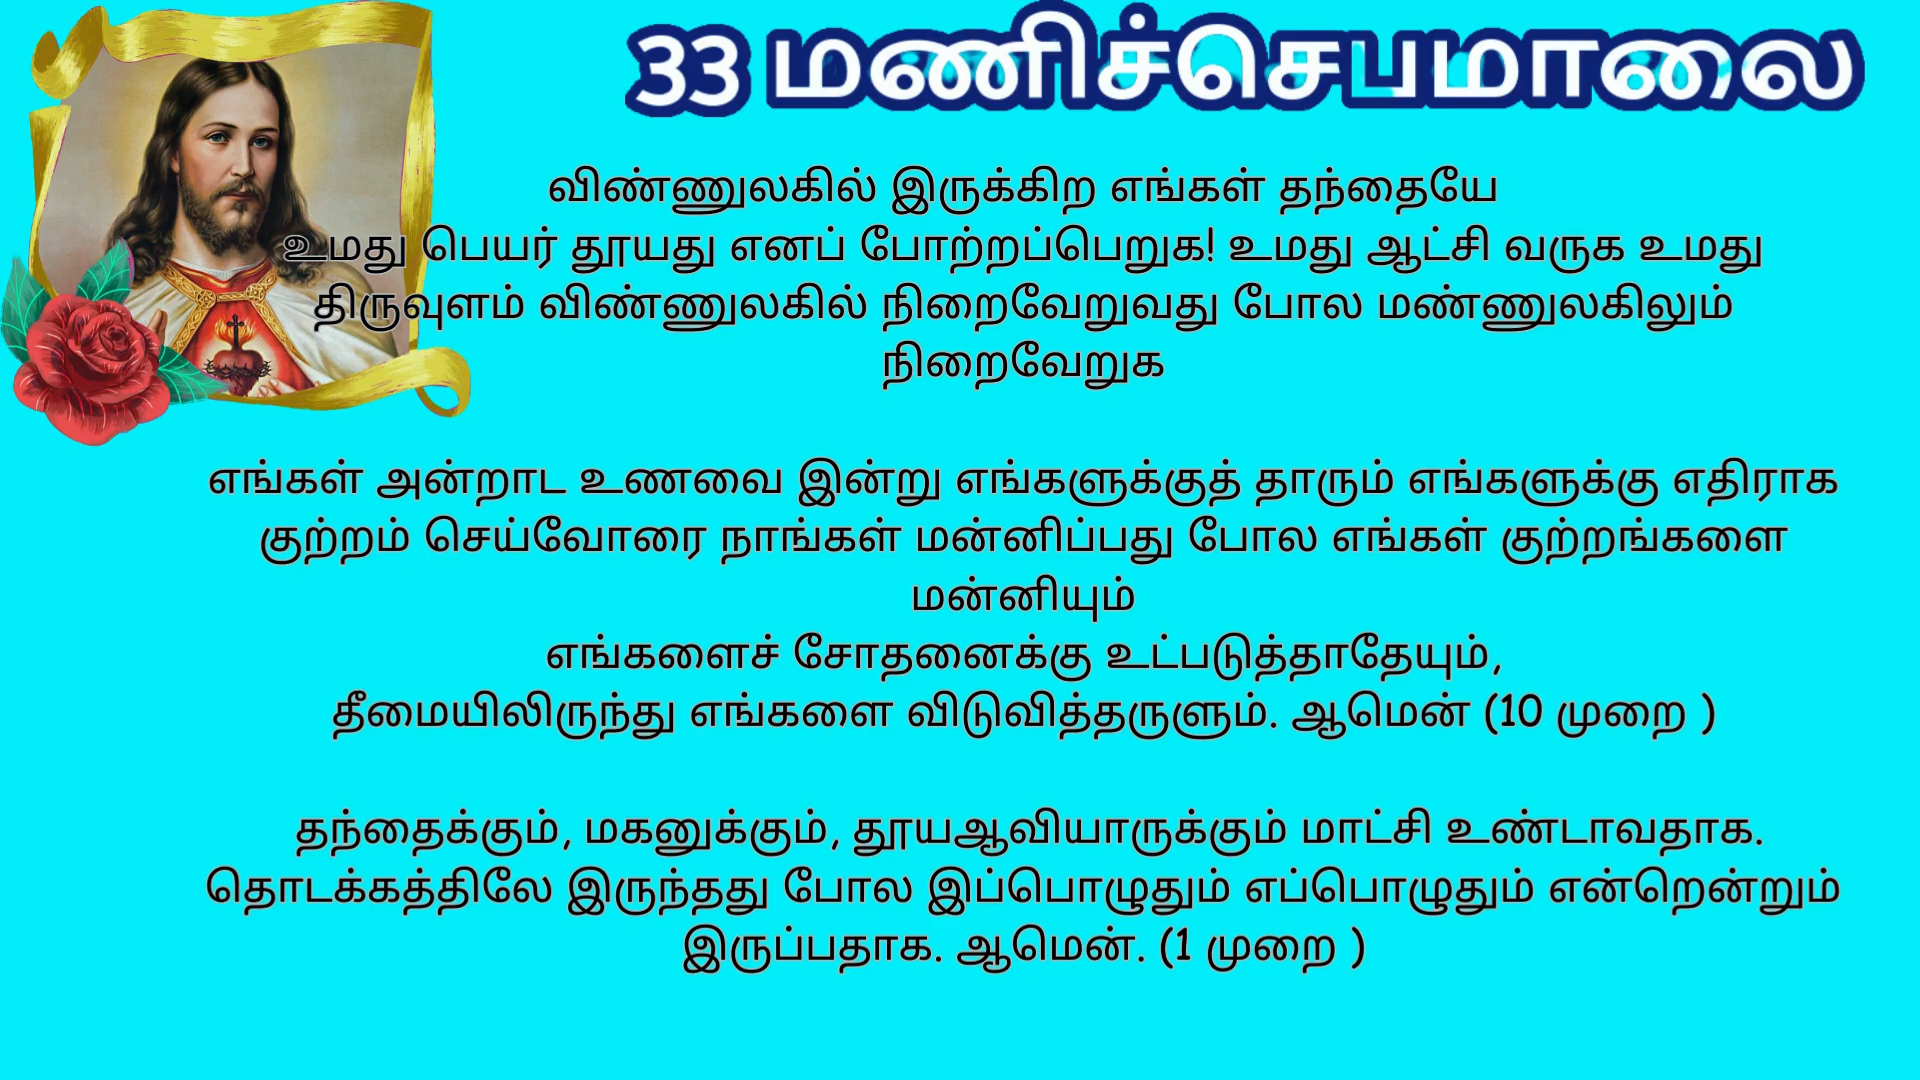 33 மணிச்செபமாலை
விண்ணுலகில் இருக்கிற எங்கள் தந்தையே
உமது பெயர் தூயது எனப் போற்றப்பெறுக! உமது ஆட்சி வருக உமது
திருவுளம் விண்ணுலகில் நிறைவேறுவது போல மண்ணுலகிலும்
நிறைவேறுக
எங்கள் அன்றாட உணவை இன்று எங்களுக்குத் தாரும் எங்களுக்கு எதிராக
குற்றம் செய்வோரை நாங்கள் மன்னிப்பது போல எங்கள் குற்றங்களை
மன்னியும்
எங்களைச் சோதனைக்கு உட்படுத்தாதேயும்,
தீமையிலிருந்து எங்களை விடுவித்தருளும். ஆமென் (10 முறை )
தந்தைக்கும், மகனுக்கும், தூயஆவியாருக்கும் மாட்சி உண்டாவதாக.
தொடக்கத்திலே இருந்தது போல இப்பொழுதும் எப்பொழுதும் என்றென்றும்
இருப்பதாக. ஆமென். (1 முறை )